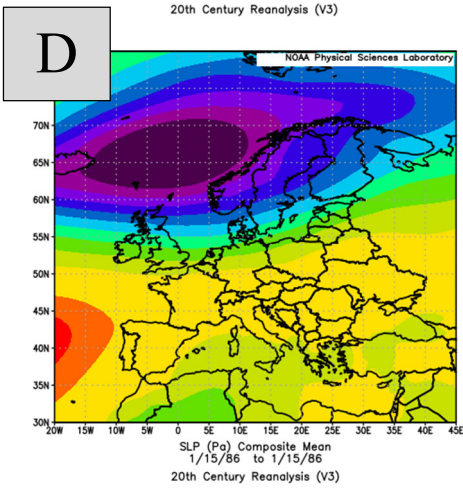 20th Century Reanalysis (V3)
D
NOAA Physical Sciences Laboratory
70N
65N
60N
55N
50N
45N
40N
35N
30N
20W 15W 10W 5W 0 5E 10E 15E 20E 25E 30E 35E 40E 45E
SLP (Pa) Composite Mean
1/15/86 to 1/15/86
20th Century Reanalysis (V3)